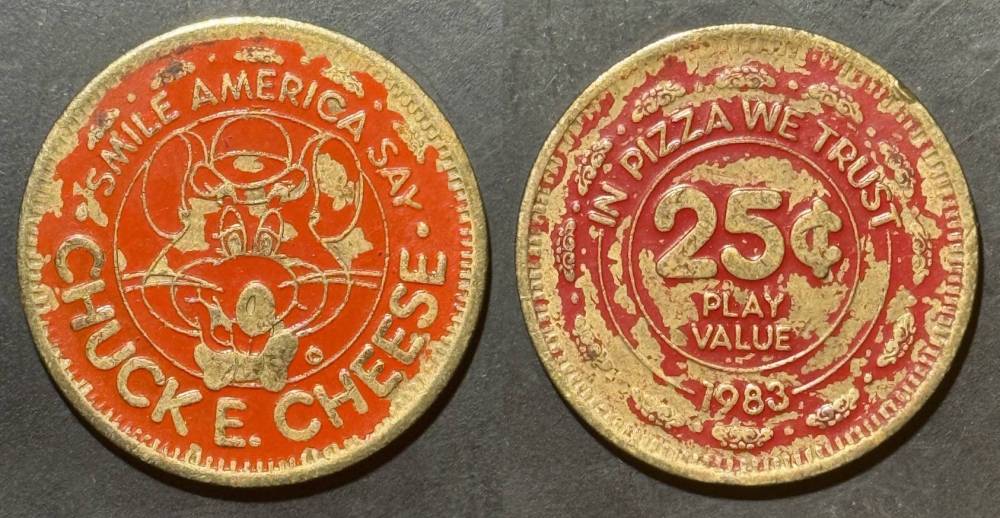 SMILE AMERICA SAY
CHUCK E. CHEESE
IN PIZZA WE TRUST
25¢
PLAY
VALUE
1983